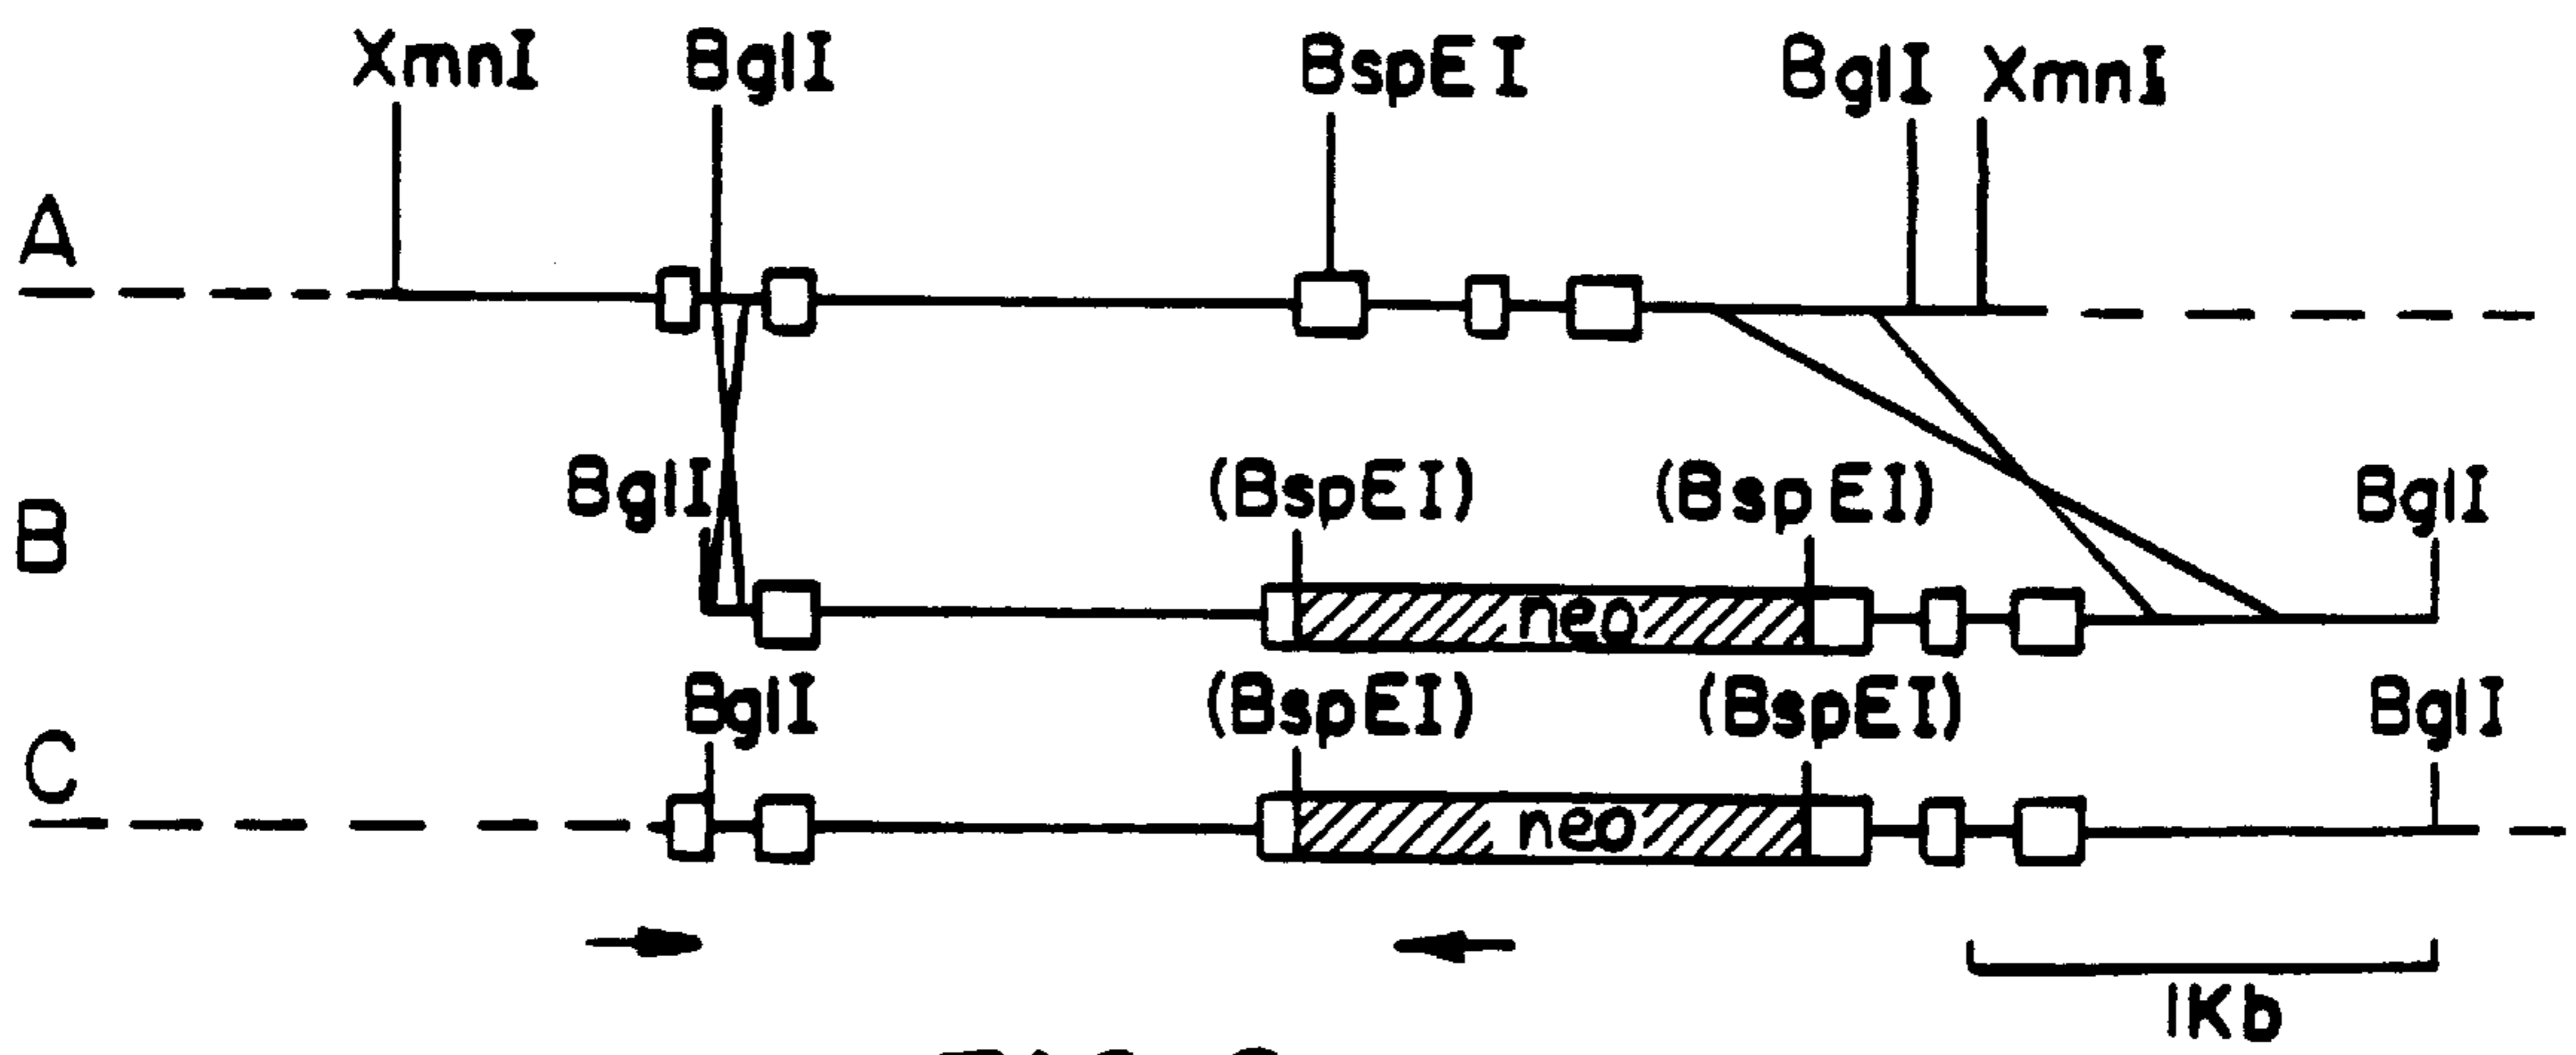 XmnI BglI BspEI BglI XmnI
A
BglI (BspEI) (BspEI) BglI
B
neo
BglI (BspEI) (BspEI) BglI
C
neo
1Kb